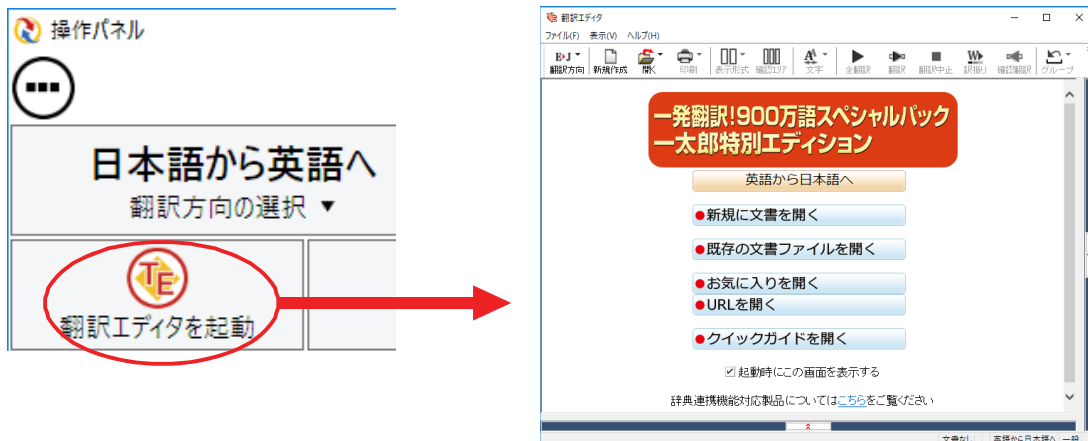 操作パネル
日本語から英語へ
翻訳方向の選択 ▼
TE
翻訳エディタを起動
翻訳エディタ
ファイル(F) 表示(V) ヘルプ(H)
E›J
翻訳方向 新規作成 開く 印刷 表示形式 確認エリア 文字 全翻訳 翻訳 翻訳中止 訳振り 確認翻訳 グループ
一発翻訳!900万語スペシャルパック
一太郎特別エディション
英語から日本語へ
●新規に文書を開く
●既存の文書ファイルを開く
●お気に入りを開く
●URLを開く
●クイックガイドを開く
起動時にこの画面を表示する
辞典連携機能対応製品についてはこちらをご覧ください
文書なし 英語から日本語へ 一般